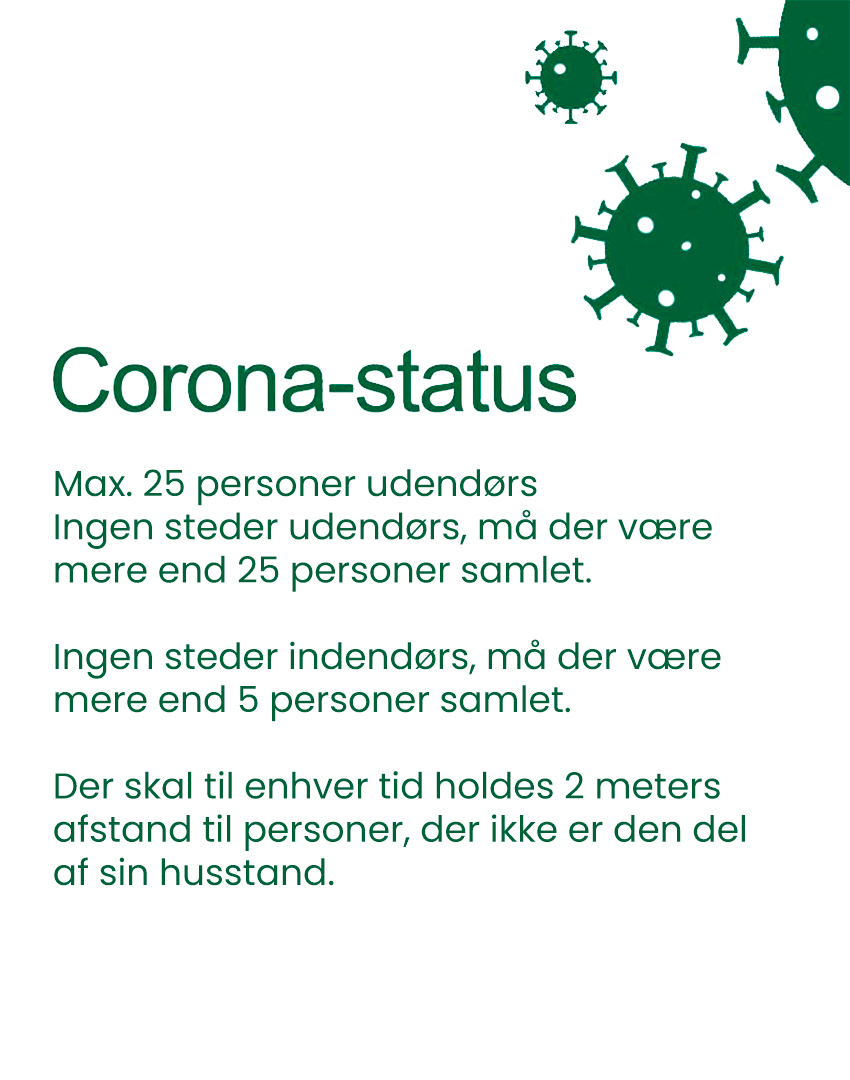 Corona-status
Max. 25 personer udendørs
Ingen steder udendørs, må der være
mere end 25 personer samlet.
Ingen steder indendørs, må der være
mere end 5 personer samlet.
Der skal til enhver tid holdes 2 meters
afstand til personer, der ikke er den del
af sin husstand.